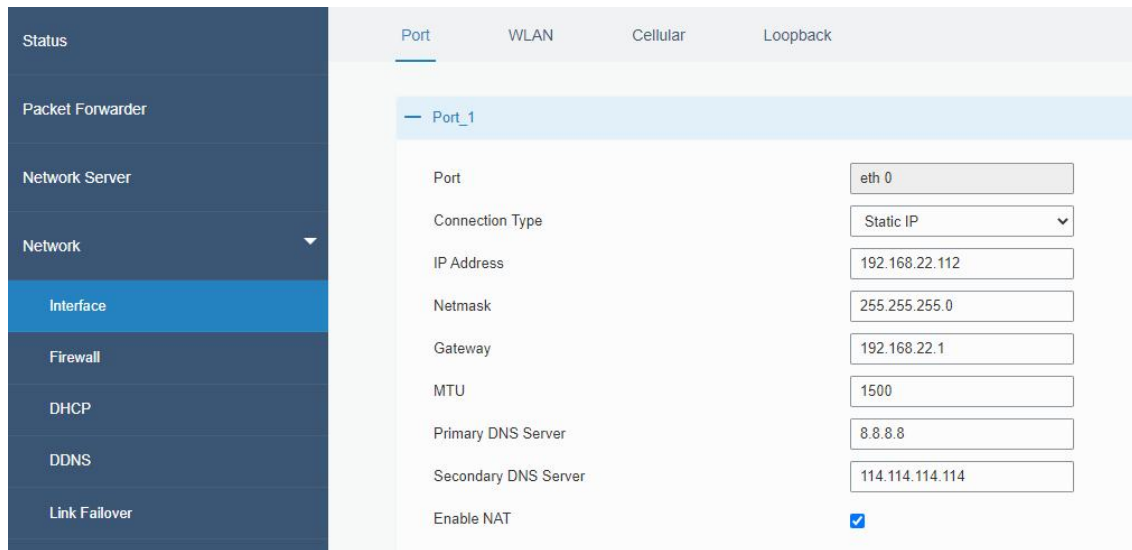 Status
Packet Forwarder
Network Server
Network
Interface
Firewall
DHCP
DDNS
Link Failover
Port WLAN Cellular Loopback
Port_1
Port eth 0
Connection Type Static IP
IP Address 192.168.22.112
Netmask 255.255.255.0
Gateway 192.168.22.1
MTU 1500
Primary DNS Server 8.8.8.8
Secondary DNS Server 114.114.114.114
Enable NAT